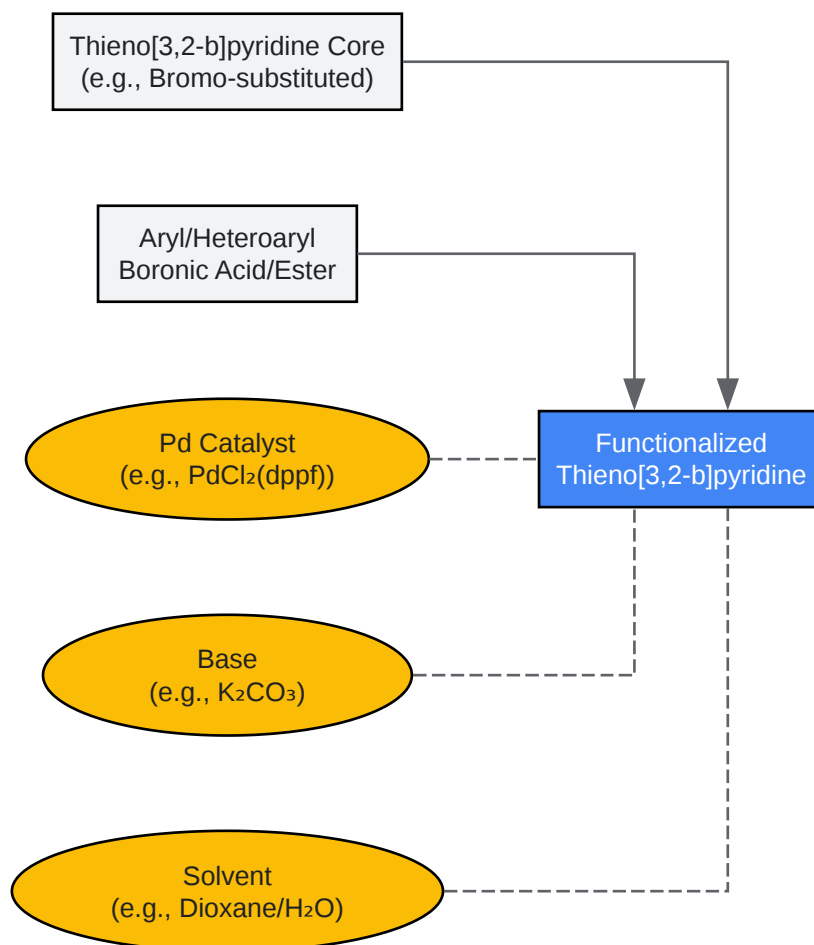 Thieno[3,2-b]pyridine Core
(e.g., Bromo-substituted)
Aryl/Heteroaryl
Boronic Acid/Ester
Pd Catalyst
(e.g., PdCl₂(dppf))
Functionalized
Thieno[3,2-b]pyridine
Base
(e.g., K₂CO₃)
Solvent
(e.g., Dioxane/H₂O)